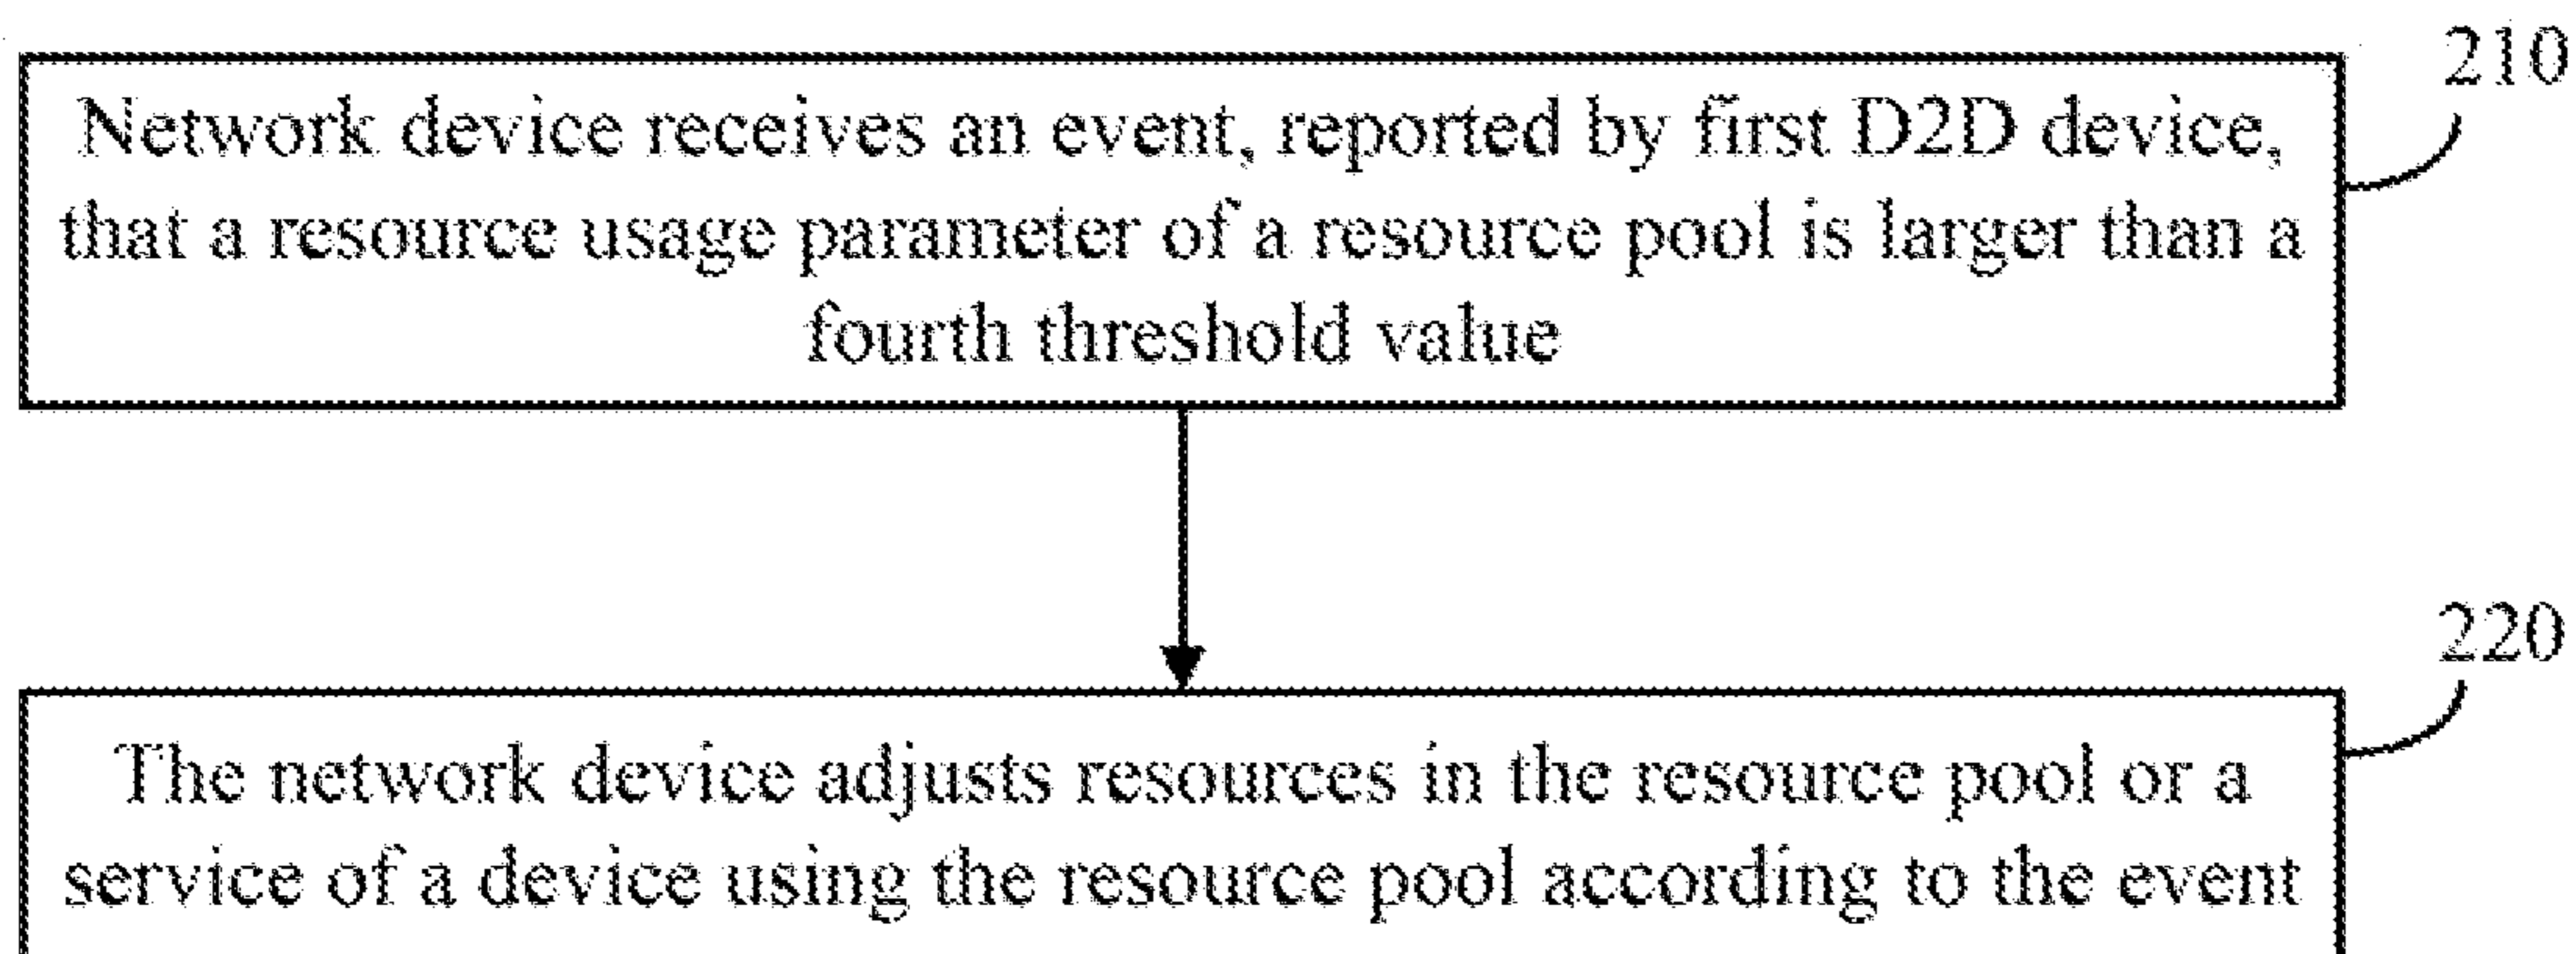 210
Network device receives an event, reported by first D2D device,
that a resource usage parameter of a resource pool is larger than a
fourth threshold value
220
The network device adjusts resources in the resource pool or a
service of a device using the resource pool according to the event